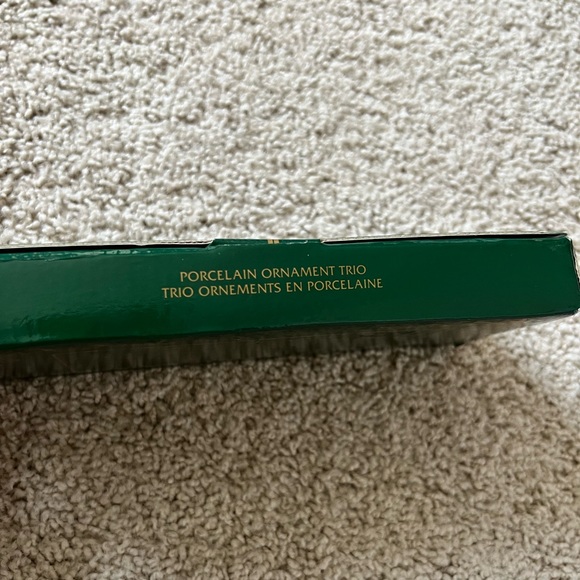 PORCELAIN ORNAMENT TRIO
TRIO ORNEMENTS EN PORCELAINE